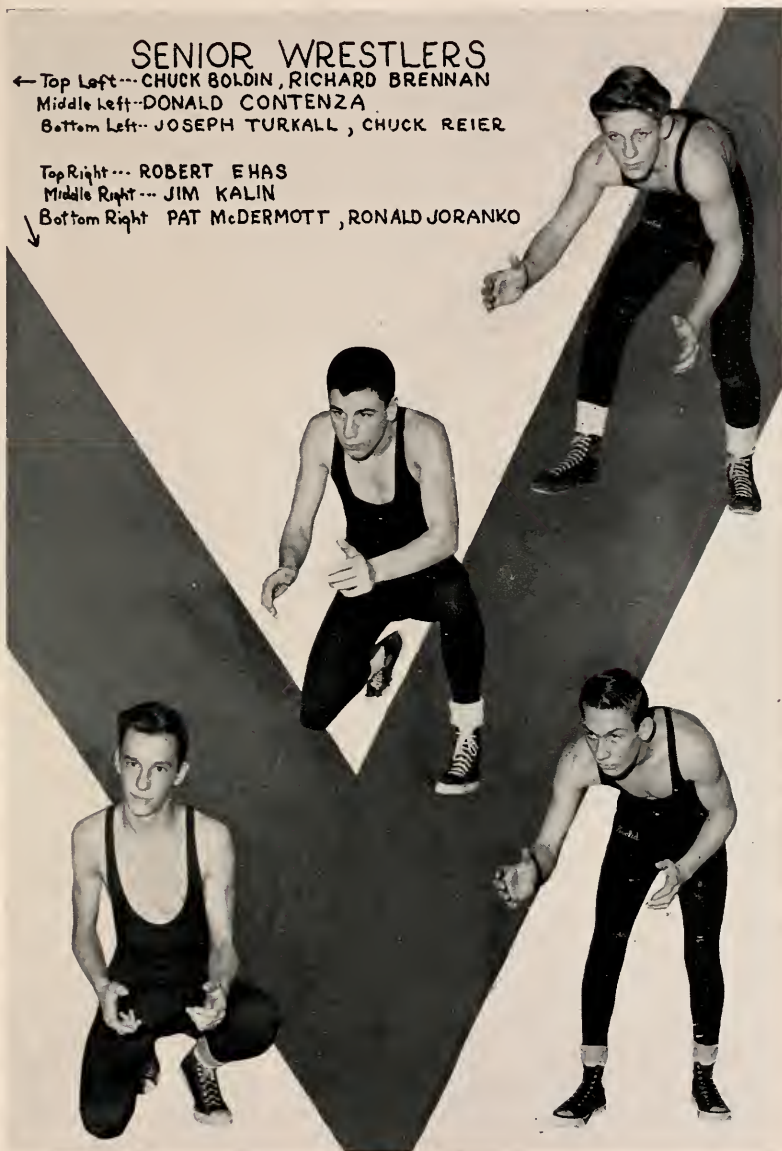 SENIOR WRESTLERS
← Top Left--- CHUCK BOLDIN, RICHARD BRENNAN
Middle Left--DONALD CONTENZA
Bottom Left-- JOSEPH TURKALL, CHUCK REIER
Top Right--- ROBERT EHAS
Middle Right--- JIM KALIN
Bottom Right PAT McDERMOTT, RONALD JORANKO